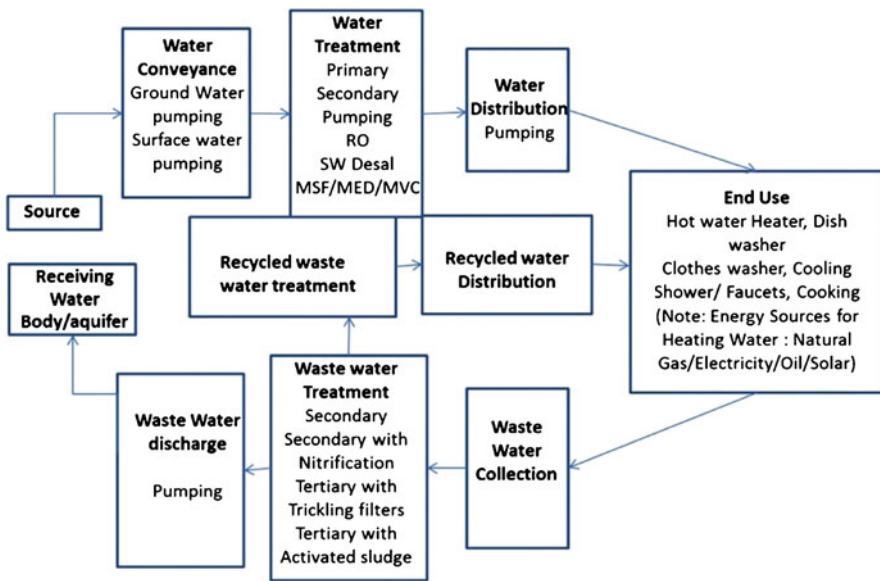 Water
Conveyance
Ground Water
pumping
Surface water
pumping
Water
Treatment
Primary
Secondary
Pumping
RO
SW Desal
MSF/MED/MVC
Water
Distribution
Pumping
Source
End Use
Hot water Heater, Dish
washer
Clothes washer, Cooling
Shower/ Faucets, Cooking
(Note: Energy Sources for
Heating Water : Natural
Gas/Electricity/Oil/Solar)
Recycled waste
water treatment
Recycled water
Distribution
Receiving
Water
Body/aquifer
Waste Water
discharge
Pumping
Waste water
Treatment
Secondary
Secondary with
Nitrification
Tertiary with
Trickling filters
Tertiary with
Activated sludge
Waste
Water
Collection